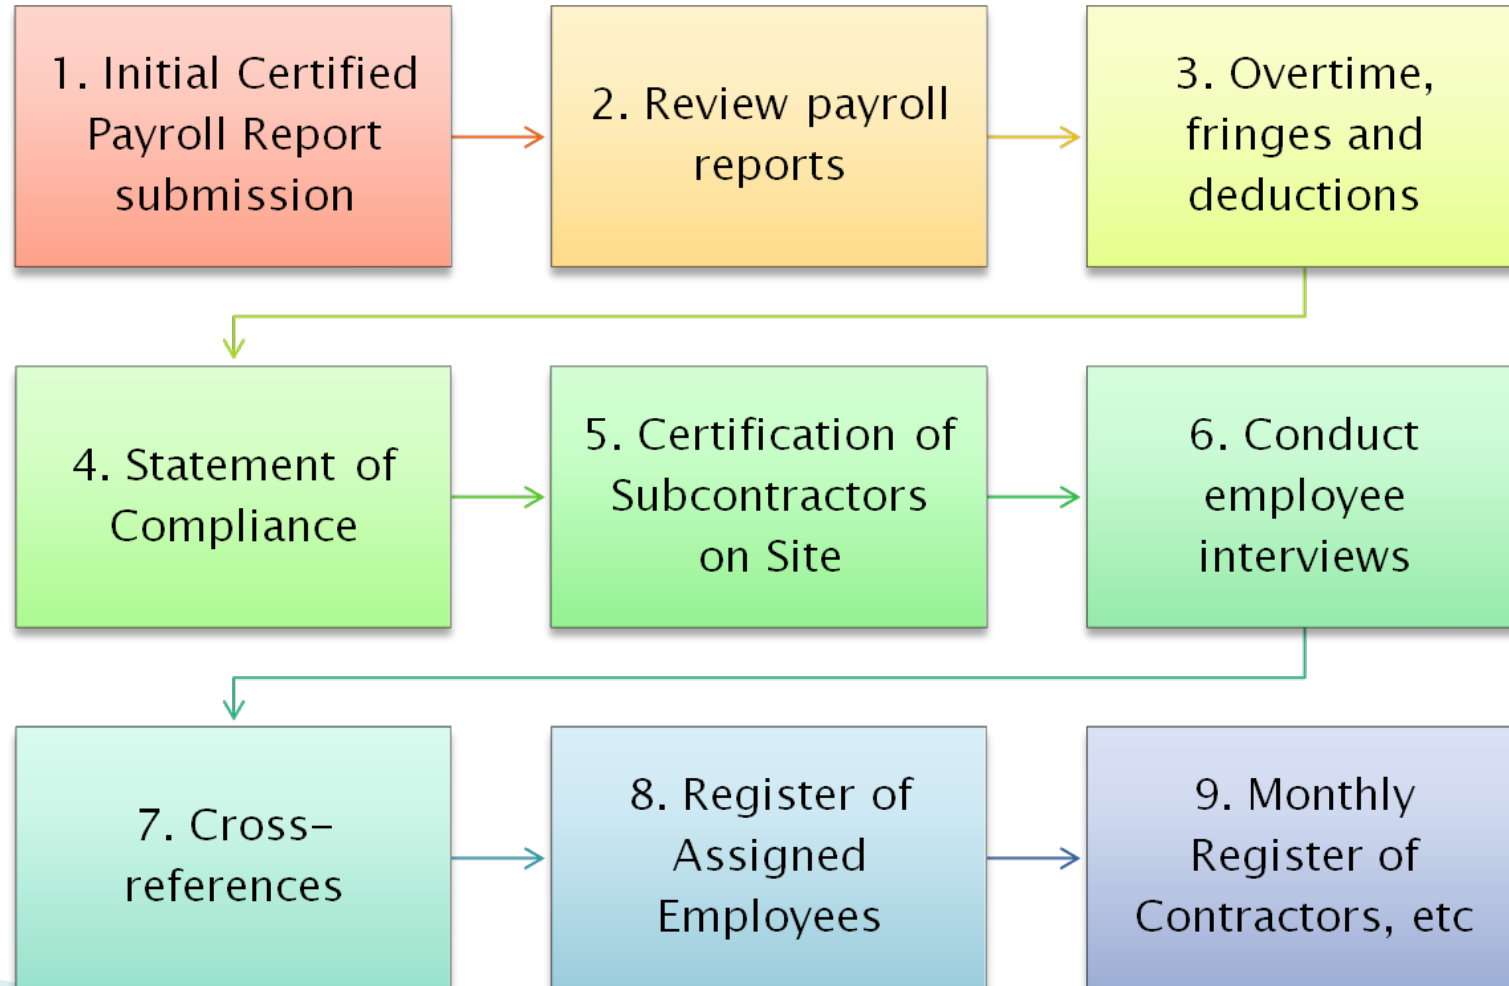 1. Initial Certified
Payroll Report
submission
2. Review payroll
reports
3. Overtime,
fringes and
deductions
4. Statement of
Compliance
5. Certification of
Subcontractors
on Site
6. Conduct
employee
interviews
7. Cross-
references
8. Register of
Assigned
Employees
9. Monthly
Register of
Contractors, etc